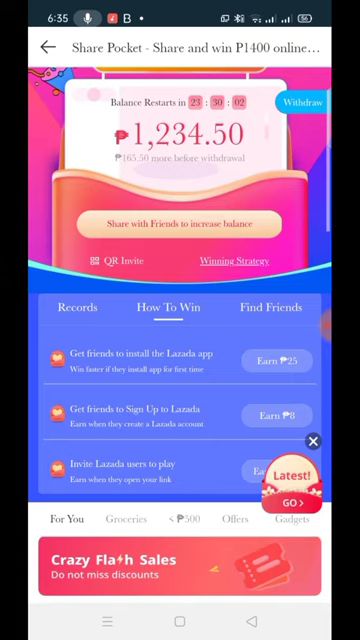 6:35
B
56
Share Pocket - Share and win P1400 online...
Balance Restarts in 23 : 30 : 02
Withdraw
₱1,234.50
₱165.50 more before withdrawal
Share with Friends to increase balance
QR Invite
Winning Strategy
Records
How To Win
Find Friends
Get friends to install the Lazada app
Win faster if they install app for first time
Earn ₱25
Get friends to Sign Up to Lazada
Earn when they create a Lazada account
Earn ₱8
Invite Lazada users to play
Earn when they open your link
Latest!
GO >
For You
Groceries
< ₱500
Offers
Gadgets
Crazy Flash Sales
Do not miss discounts